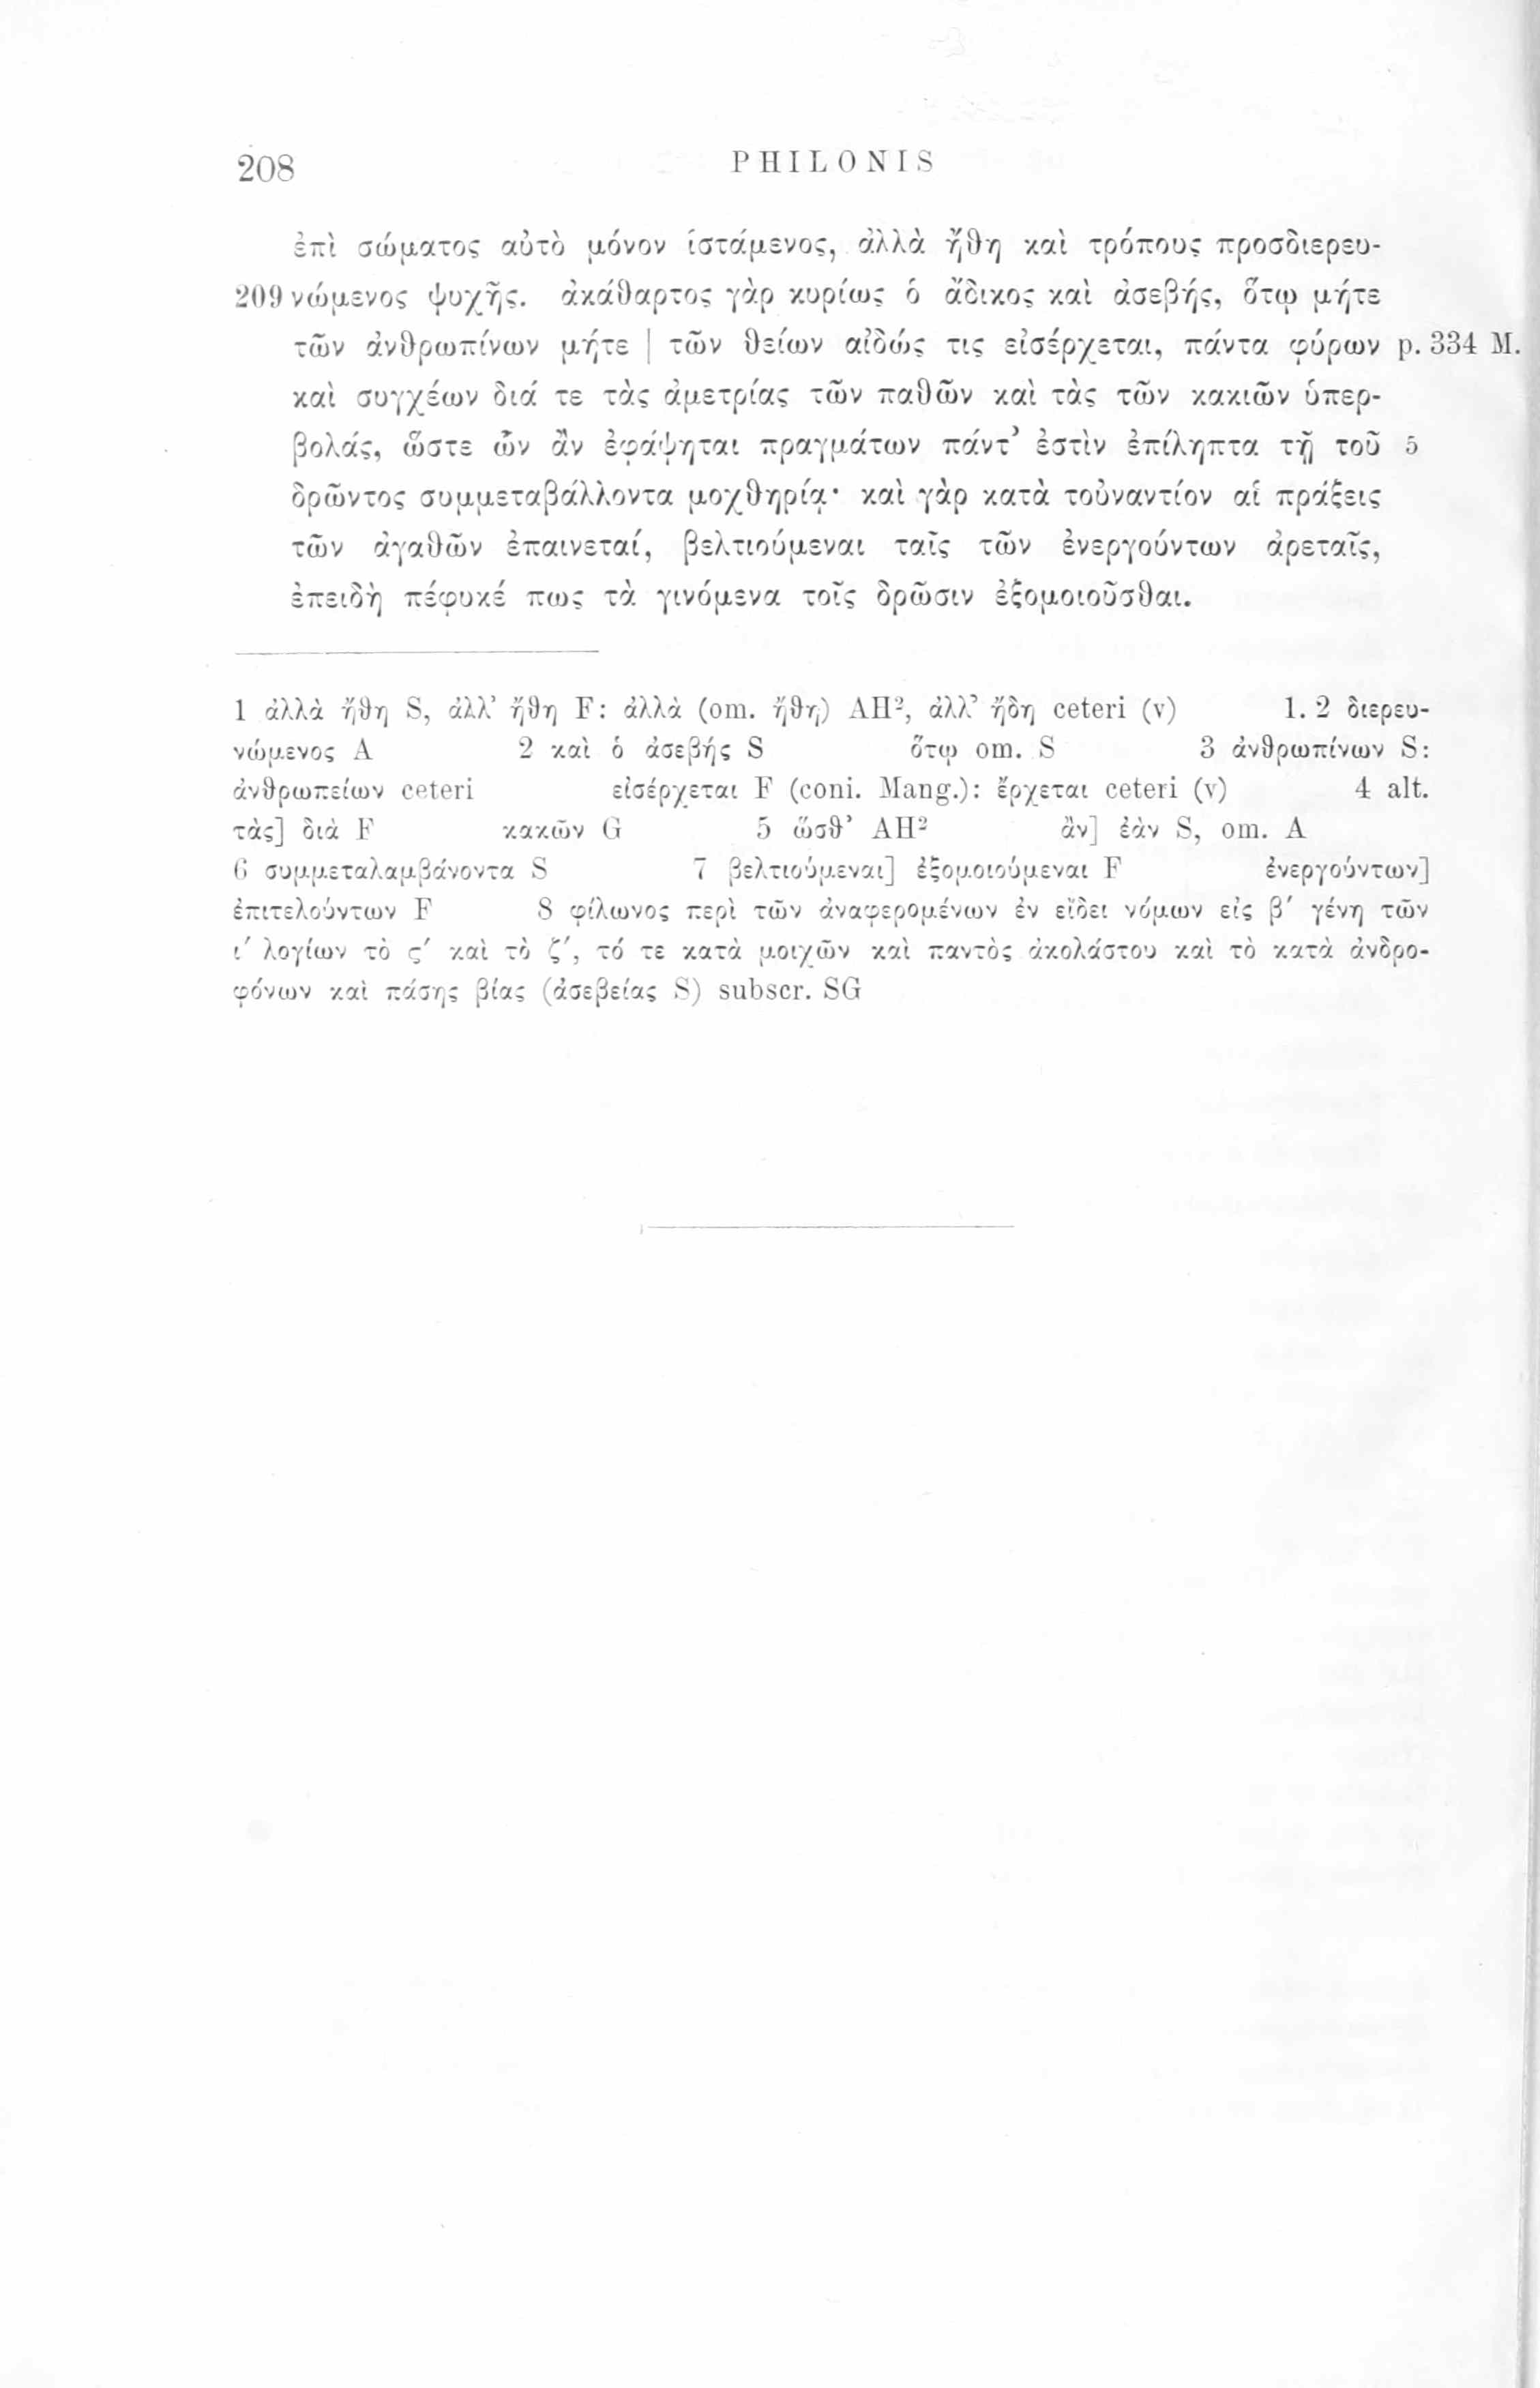 208 PHILONIS
ἐπὶ σώματος αὐτὸ μόνον ἱστάμενος, ἀλλὰ ἤθη καὶ τρόπους προσδιερευ-
209 νώμενος ψυχῆς. ἀκάθαρτος γὰρ κυρίως ὁ ἄδικος καὶ ἀσεβής, ὅτῳ μήτε
τῶν ἀνθρωπίνων μήτε | τῶν θείων αἰδώς τις εἰσέρχεται, πάντα φύρων p. 334 M.
καὶ συγχέων διά τε τὰς ἀμετρίας τῶν παθῶν καὶ τὰς τῶν κακιῶν ὑπερ-
βολάς, ὥστε ὧν ἂν ἐφάψηται πραγμάτων πάντ’ ἐστὶν ἐπίληπτα τῇ τοῦ 5
δρῶντος συμμεταβάλλοντα μοχθηρίᾳ· καὶ γὰρ κατὰ τοὐναντίον αἱ πράξεις
τῶν ἀγαθῶν ἐπαινεταί, βελτιούμεναι ταῖς τῶν ἐνεργούντων ἀρεταῖς,
ἐπειδὴ πέφυκέ πως τὰ γινόμενα τοῖς δρῶσιν ἐξομοιοῦσθαι.
1 ἀλλὰ ἤθη S, ἀλλ’ ἤθη F: ἀλλὰ (om. ἤθη) AH², ἀλλ’ ἤδη ceteri (v) 1. 2 διερευ-
νώμενος A 2 καὶ ὁ ἀσεβής S ὅτῳ om. S 3 ἀνθρωπίνων S:
ἀνθρωπείων ceteri εἰσέρχεται F (coni. Mang.): ἔρχεται ceteri (v) 4 alt.
τὰς] διὰ F κακῶν G 5 ὥσθ’ AH² ἂν] ἐὰν S, om. A
6 συμμεταλαμβάνοντα S 7 βελτιούμεναι] ἐξομοιούμεναι F ἐνεργούντων]
ἐπιτελούντων F 8 φίλωνος περὶ τῶν ἀναφερομένων ἐν εἴδει νόμων εἰς β′ γένη τῶν
ι′ λογίων τὸ ς′ καὶ τὸ ζ′, τό τε κατὰ μοιχῶν καὶ παντὸς ἀκολάστου καὶ τὸ κατὰ ἀνδρο-
φόνων καὶ πάσης βίας (ἀσεβείας S) subscr. SG